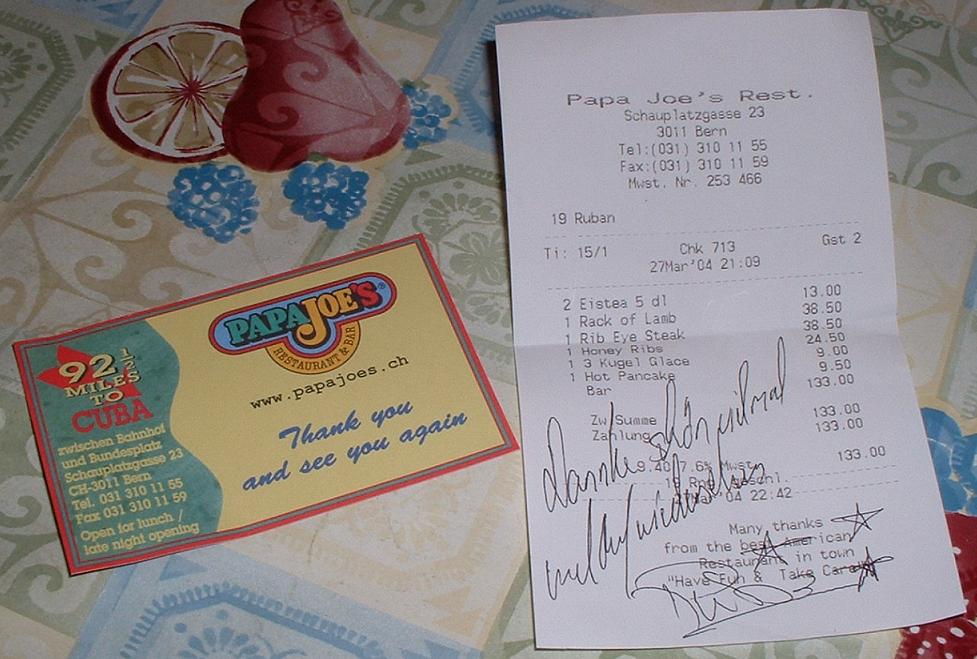 PAPA JOE'S®
RESTAURANT & BAR
www.papajoes.ch
Thank you
and see you again
92 1/2
MILES
TO
CUBA
zwischen Bahnhof
und Bundesplatz
Schauplatzgasse 23
CH-3011 Bern
Tel. 031 310 11 55
Fax 031 310 11 59
Open for lunch /
late night opening
Papa Joe's Rest.
Schauplatzgasse 23
3011 Bern
Tel:(031) 310 11 55
Fax:(031) 310 11 59
Mwst. Nr. 253 466
19 Ruban
Ti: 15/1 Chk 713 Gst 2
27Mar'04 21:09
2 Eistea 5 dl 13.00
1 Rack of Lamb 38.50
1 Rib Eye Steak 38.50
1 Honey Ribs 24.50
1 3 Kugel Glace 9.00
1 Hot Pancake 9.50
Bar 133.00
Zw Summe 133.00
Zahlung 133.00
9.40 7.6% Mwst 133.00
'04 22:42
Danke
Many thanks
from the best American
Restaurant in town
"Have Fun & Take Care"